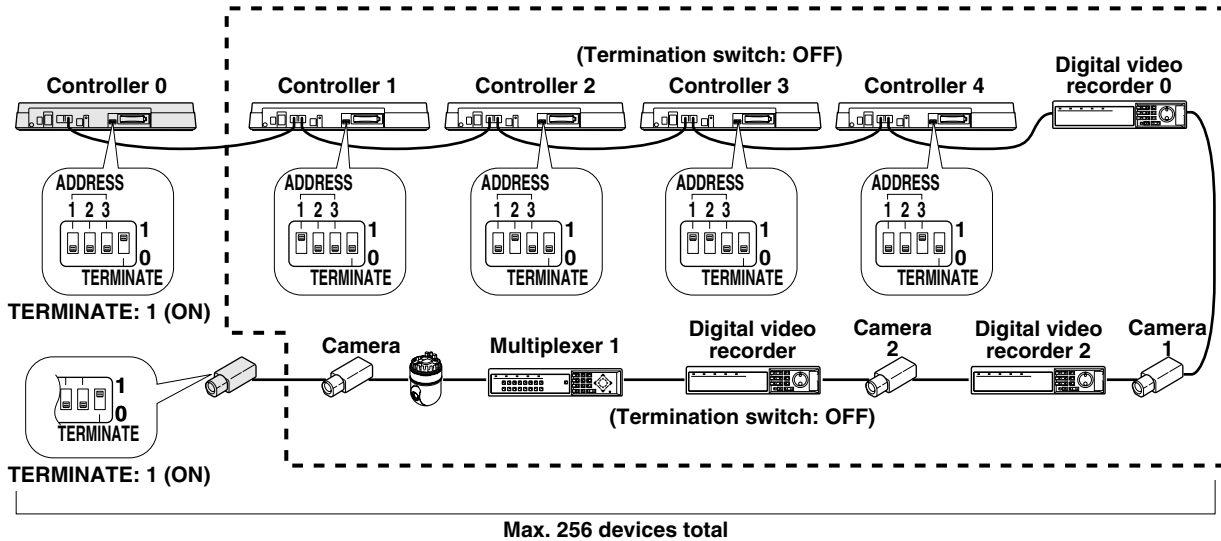 (Termination switch: OFF)
Controller 0
Controller 1
Controller 2
Controller 3
Controller 4
Digital video
recorder 0
ADDRESS
1 2 3
1
0
TERMINATE
TERMINATE: 1 (ON)
ADDRESS
1 2 3
1
0
TERMINATE
ADDRESS
1 2 3
1
0
TERMINATE
ADDRESS
1 2 3
1
0
TERMINATE
ADDRESS
1 2 3
1
0
TERMINATE
Camera
Multiplexer 1
Digital video
recorder
Camera
2
Digital video
recorder 2
Camera
1
1
0
TERMINATE
TERMINATE: 1 (ON)
(Termination switch: OFF)
Max. 256 devices total